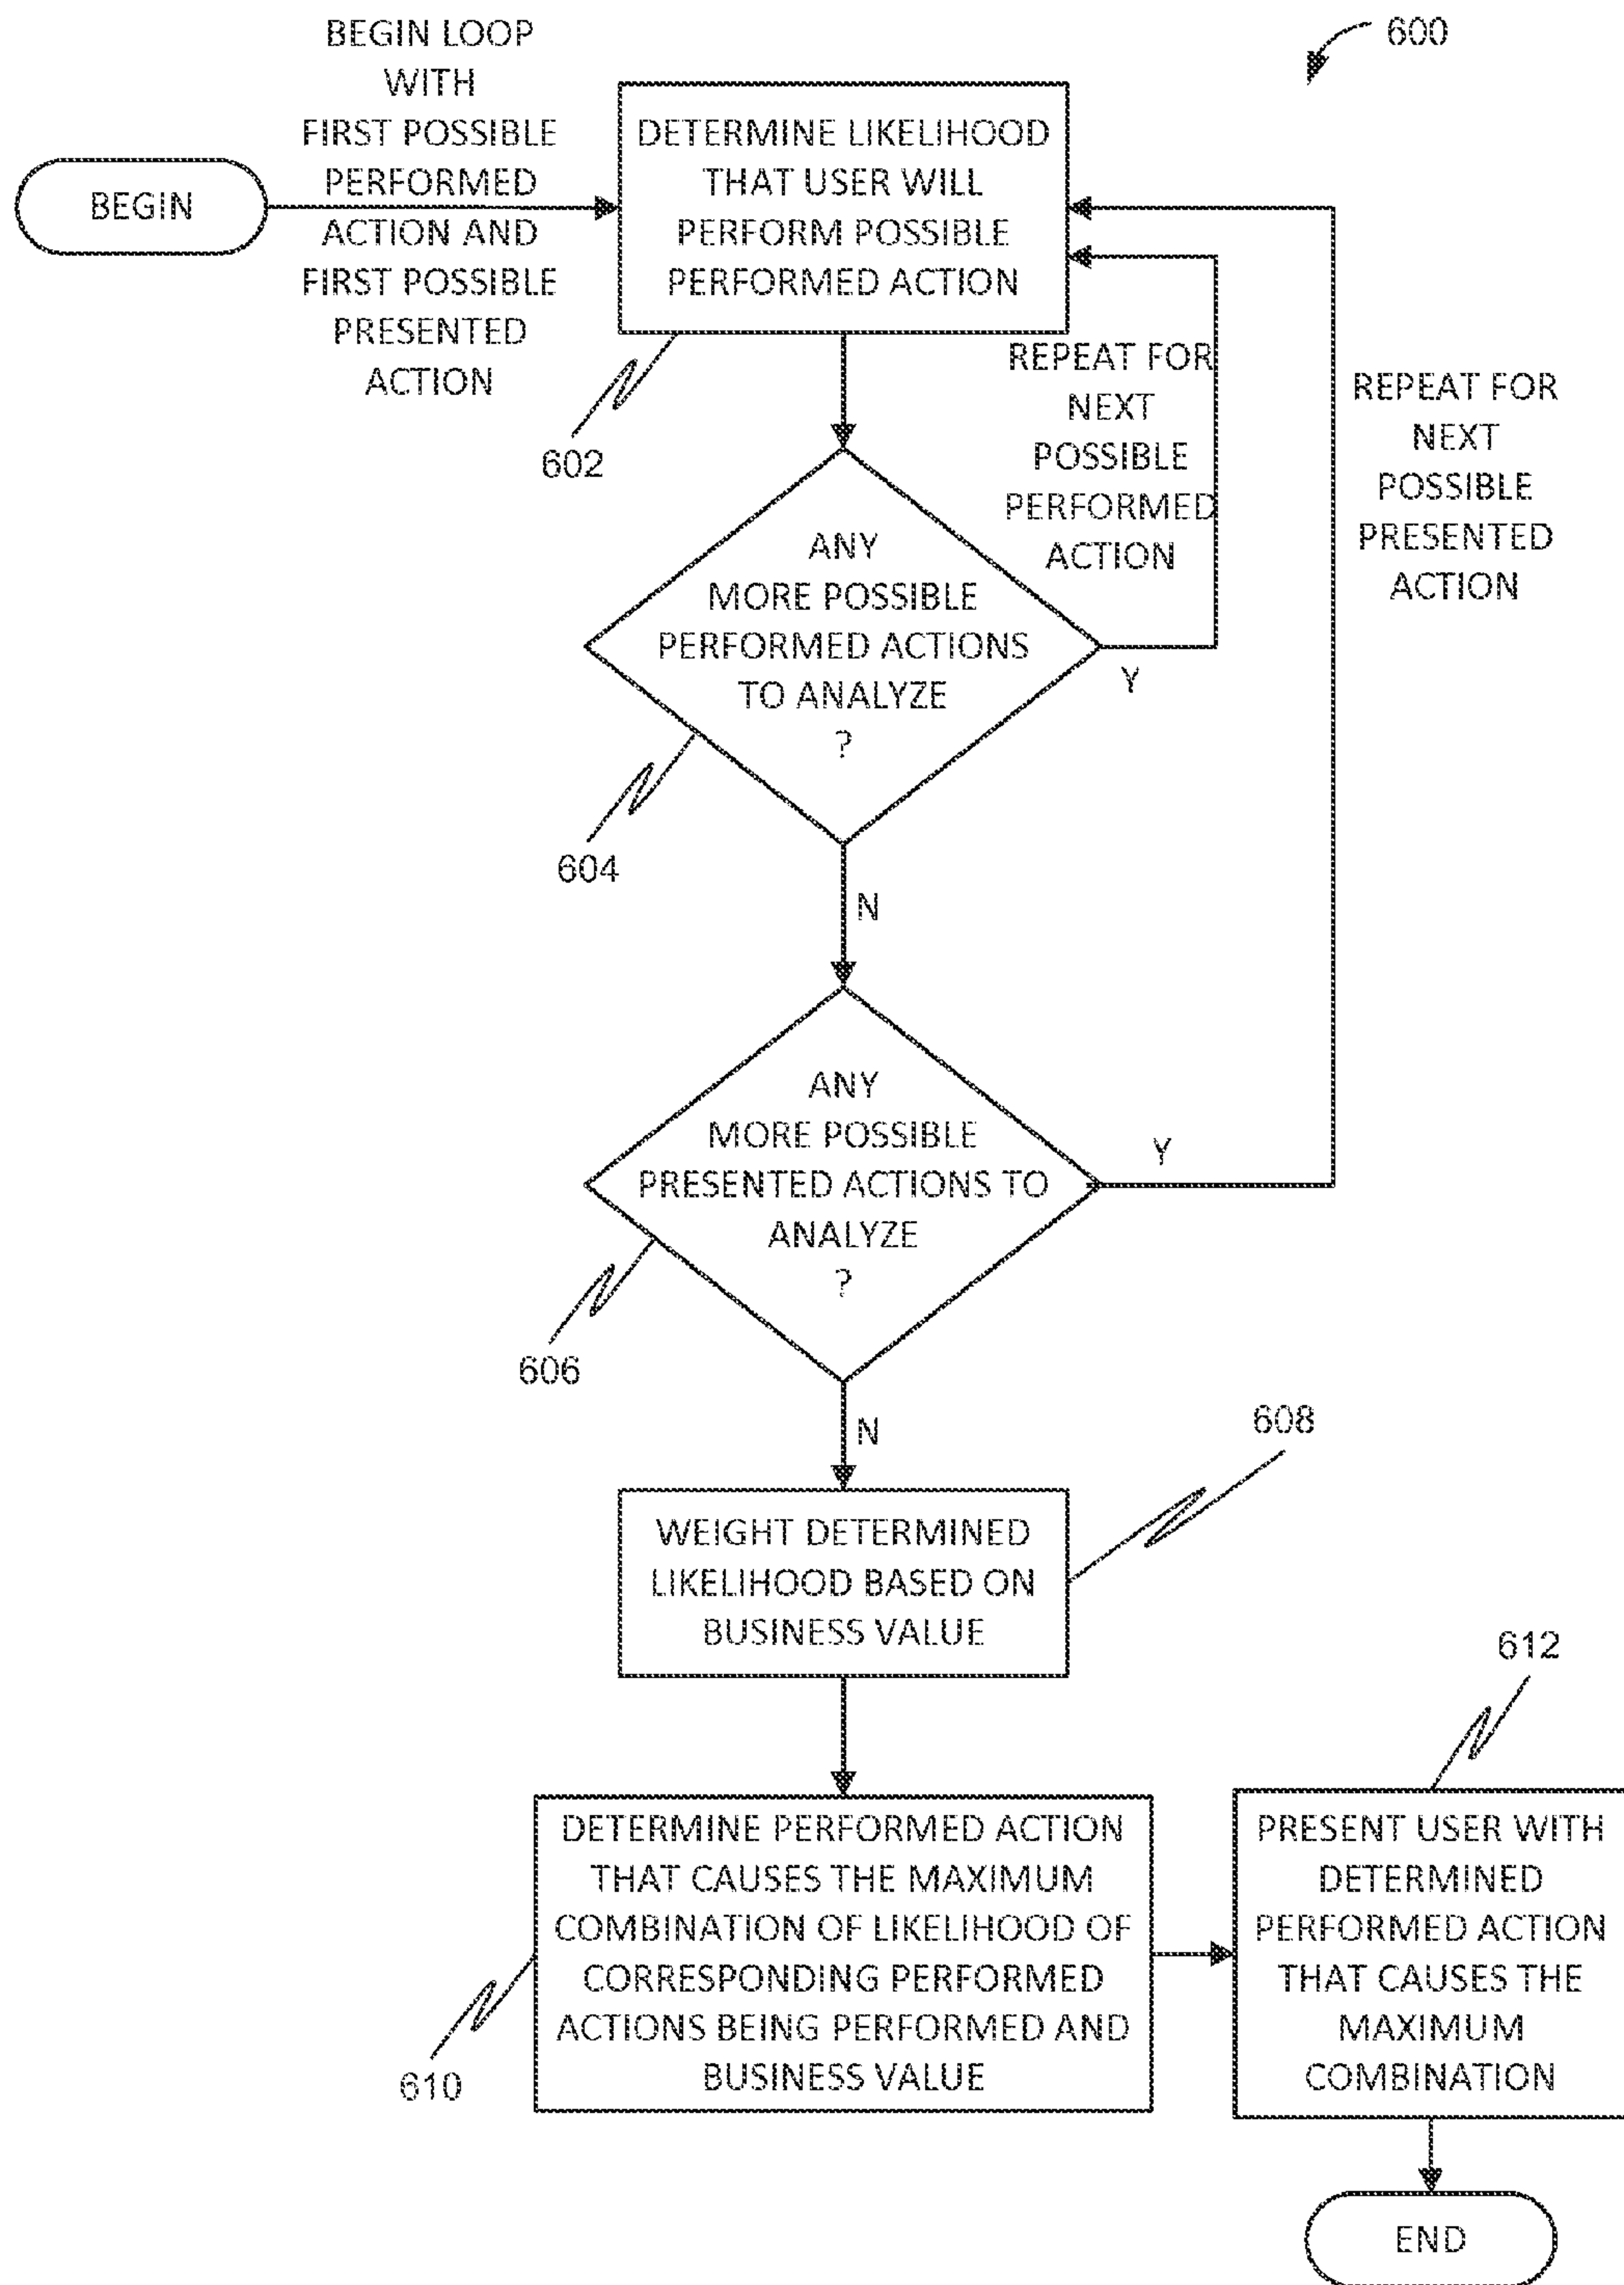 600
BEGIN LOOP
WITH
FIRST POSSIBLE
PERFORMED
ACTION AND
FIRST POSSIBLE
PRESENTED
ACTION
BEGIN
DETERMINE LIKELIHOOD
THAT USER WILL
PERFORM POSSIBLE
PERFORMED ACTION
602
REPEAT FOR
NEXT
POSSIBLE
PERFORMED
ACTION
REPEAT FOR
NEXT
POSSIBLE
PRESENTED
ACTION
ANY
MORE POSSIBLE
PERFORMED ACTIONS
TO ANALYZE
?
Y
604
N
ANY
MORE POSSIBLE
PRESENTED ACTIONS TO
ANALYZE
?
Y
606
N
608
WEIGHT DETERMINED
LIKELIHOOD BASED ON
BUSINESS VALUE
612
DETERMINE PERFORMED ACTION
THAT CAUSES THE MAXIMUM
COMBINATION OF LIKELIHOOD OF
CORRESPONDING PERFORMED
ACTIONS BEING PERFORMED AND
BUSINESS VALUE
610
PRESENT USER WITH
DETERMINED
PERFORMED ACTION
THAT CAUSES THE
MAXIMUM
COMBINATION
END